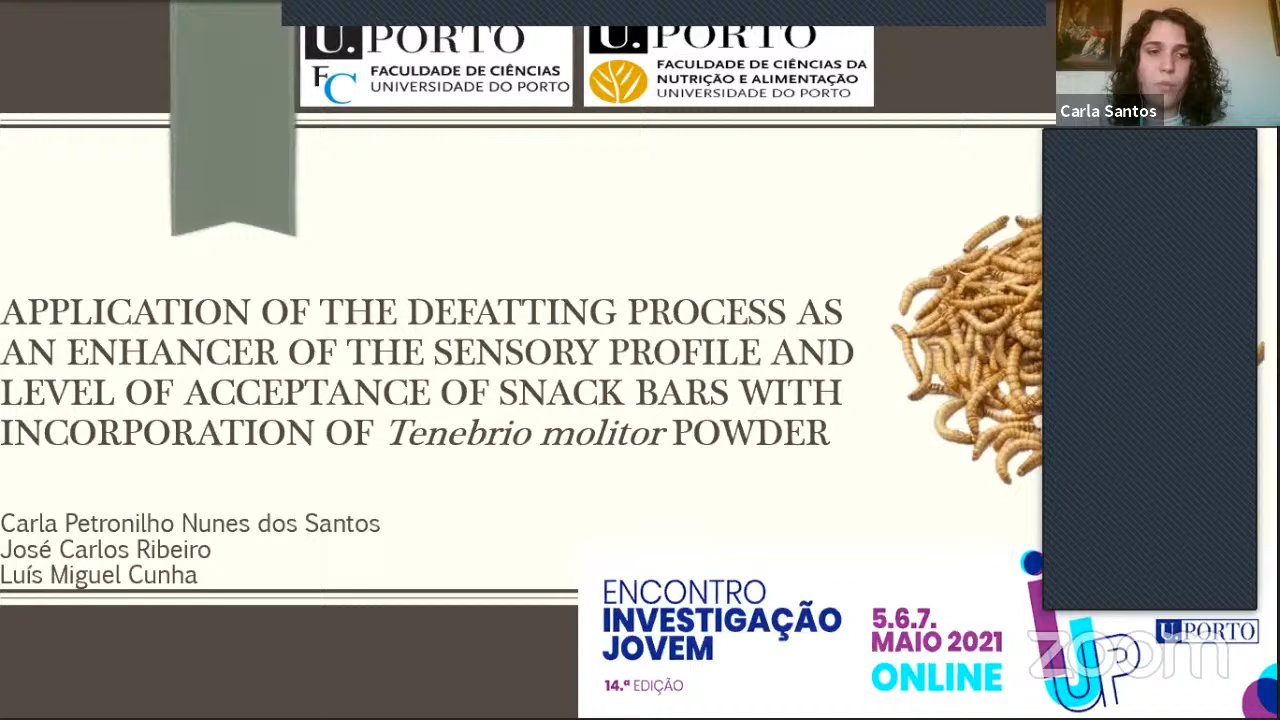 U. PORTO
FC FACULDADE DE CIÊNCIAS
UNIVERSIDADE DO PORTO
U. PORTO
FACULDADE DE CIÊNCIAS DA
NUTRIÇÃO E ALIMENTAÇÃO
UNIVERSIDADE DO PORTO
Carla Santos
APPLICATION OF THE DEFATTING PROCESS AS
AN ENHANCER OF THE SENSORY PROFILE AND
LEVEL OF ACCEPTANCE OF SNACK BARS WITH
INCORPORATION OF Tenebrio molitor POWDER
Carla Petronilho Nunes dos Santos
José Carlos Ribeiro
Luís Miguel Cunha
ENCONTRO
INVESTIGAÇÃO
JOVEM
14.ª EDIÇÃO
5.6.7.
MAIO 2021
ONLINE
iJUP
U. PORTO
zoom